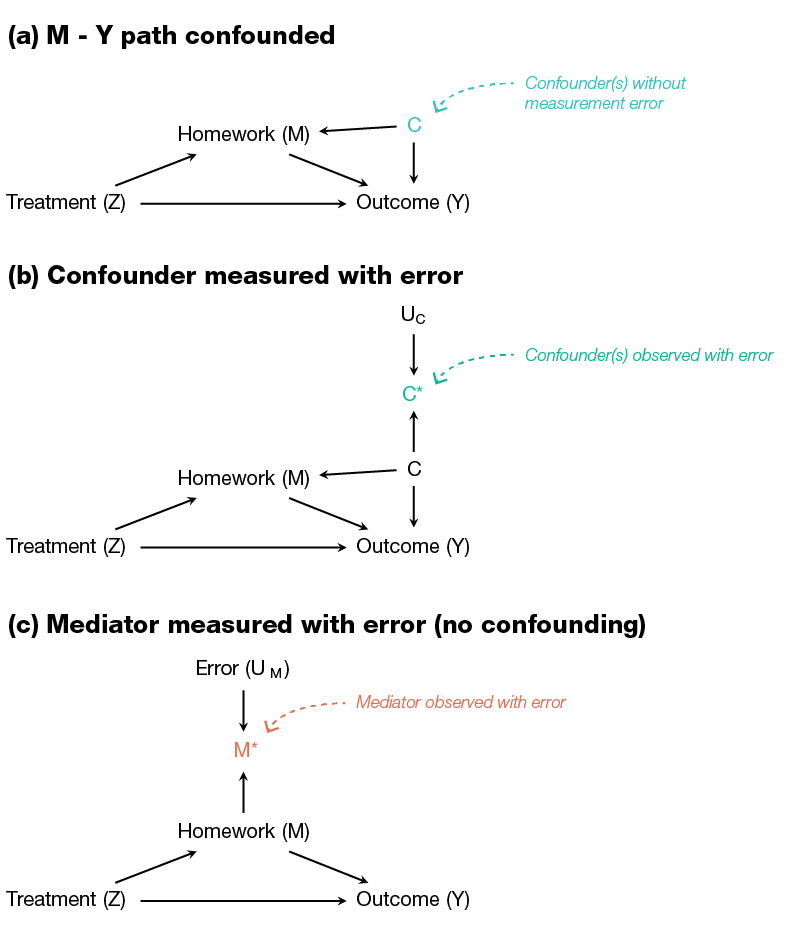 (a) M - Y path confounded
Confounder(s) without
measurement error
C
Homework (M)
Treatment (Z)
Outcome (Y)
(b) Confounder measured with error
U_C
Confounder(s) observed with error
C*
C
Homework (M)
Treatment (Z)
Outcome (Y)
(c) Mediator measured with error (no confounding)
Error (U M)
Mediator observed with error
M*
Homework (M)
Treatment (Z)
Outcome (Y)